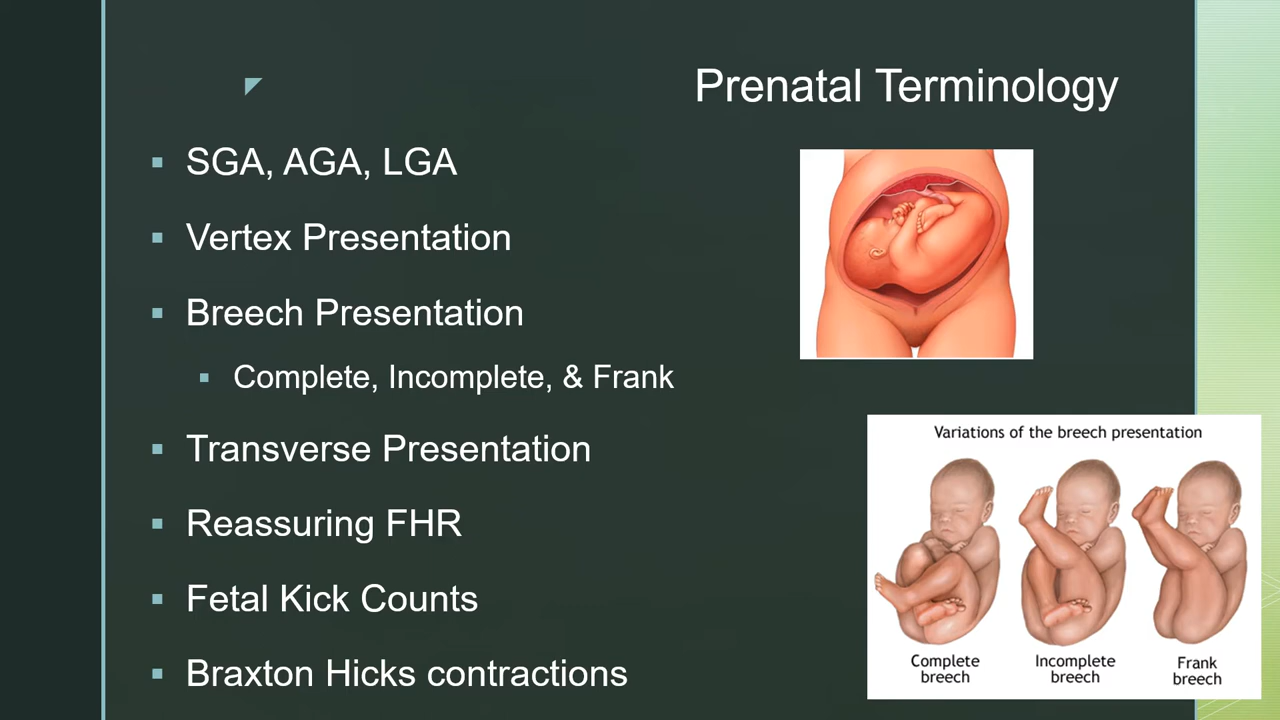 Prenatal Terminology
▪ SGA, AGA, LGA
▪ Vertex Presentation
▪ Breech Presentation
▪ Complete, Incomplete, & Frank
▪ Transverse Presentation
▪ Reassuring FHR
▪ Fetal Kick Counts
▪ Braxton Hicks contractions
Variations of the breech presentation
Complete
breech
Incomplete
breech
Frank
breech